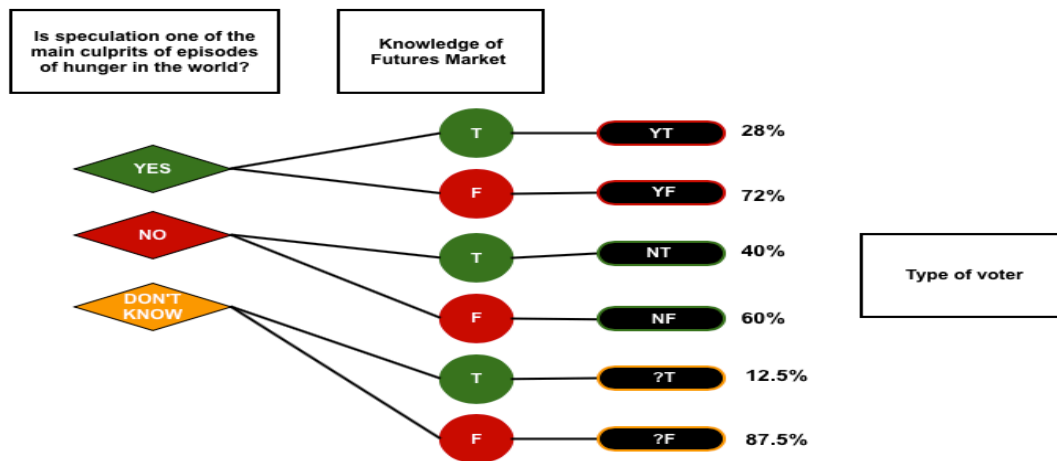 Is speculation one of the
main culprits of episodes
of hunger in the world?
Knowledge of
Futures Market
YES
T
YT
28%
F
YF
72%
NO
T
NT
40%
F
NF
60%
DON'T
KNOW
T
?T
12.5%
F
?F
87.5%
Type of voter